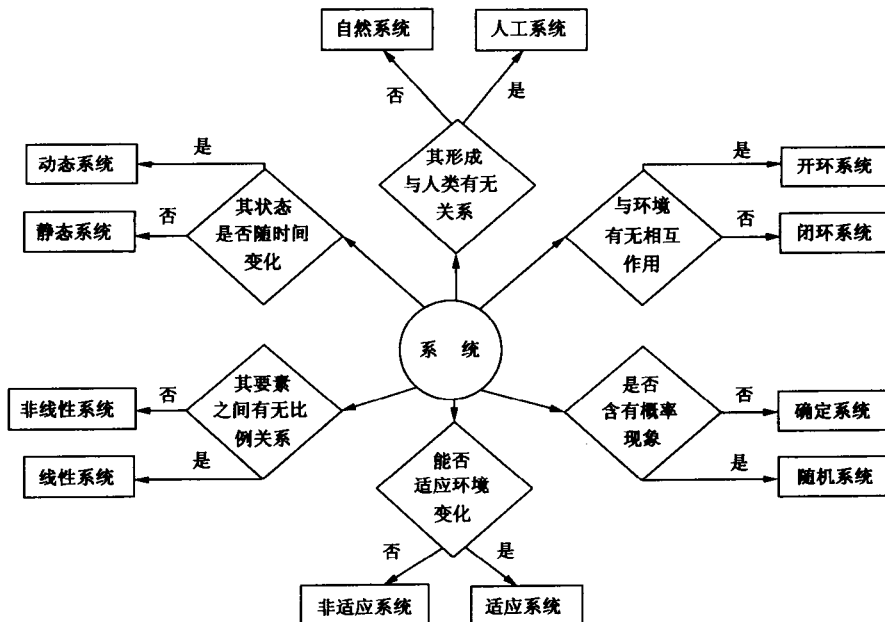 自然系统
人工系统
否
是
其形成
与人类有无
关系
动态系统
是
静态系统
否
其状态
是否随时间
变化
是
开环系统
与环境
有无相互
作用
否
闭环系统
系 统
非线性系统
否
其要素
之间有无比
例关系
线性系统
是
是否
含有概率
现象
否
确定系统
是
随机系统
能否
适应环境
变化
否
是
非适应系统
适应系统